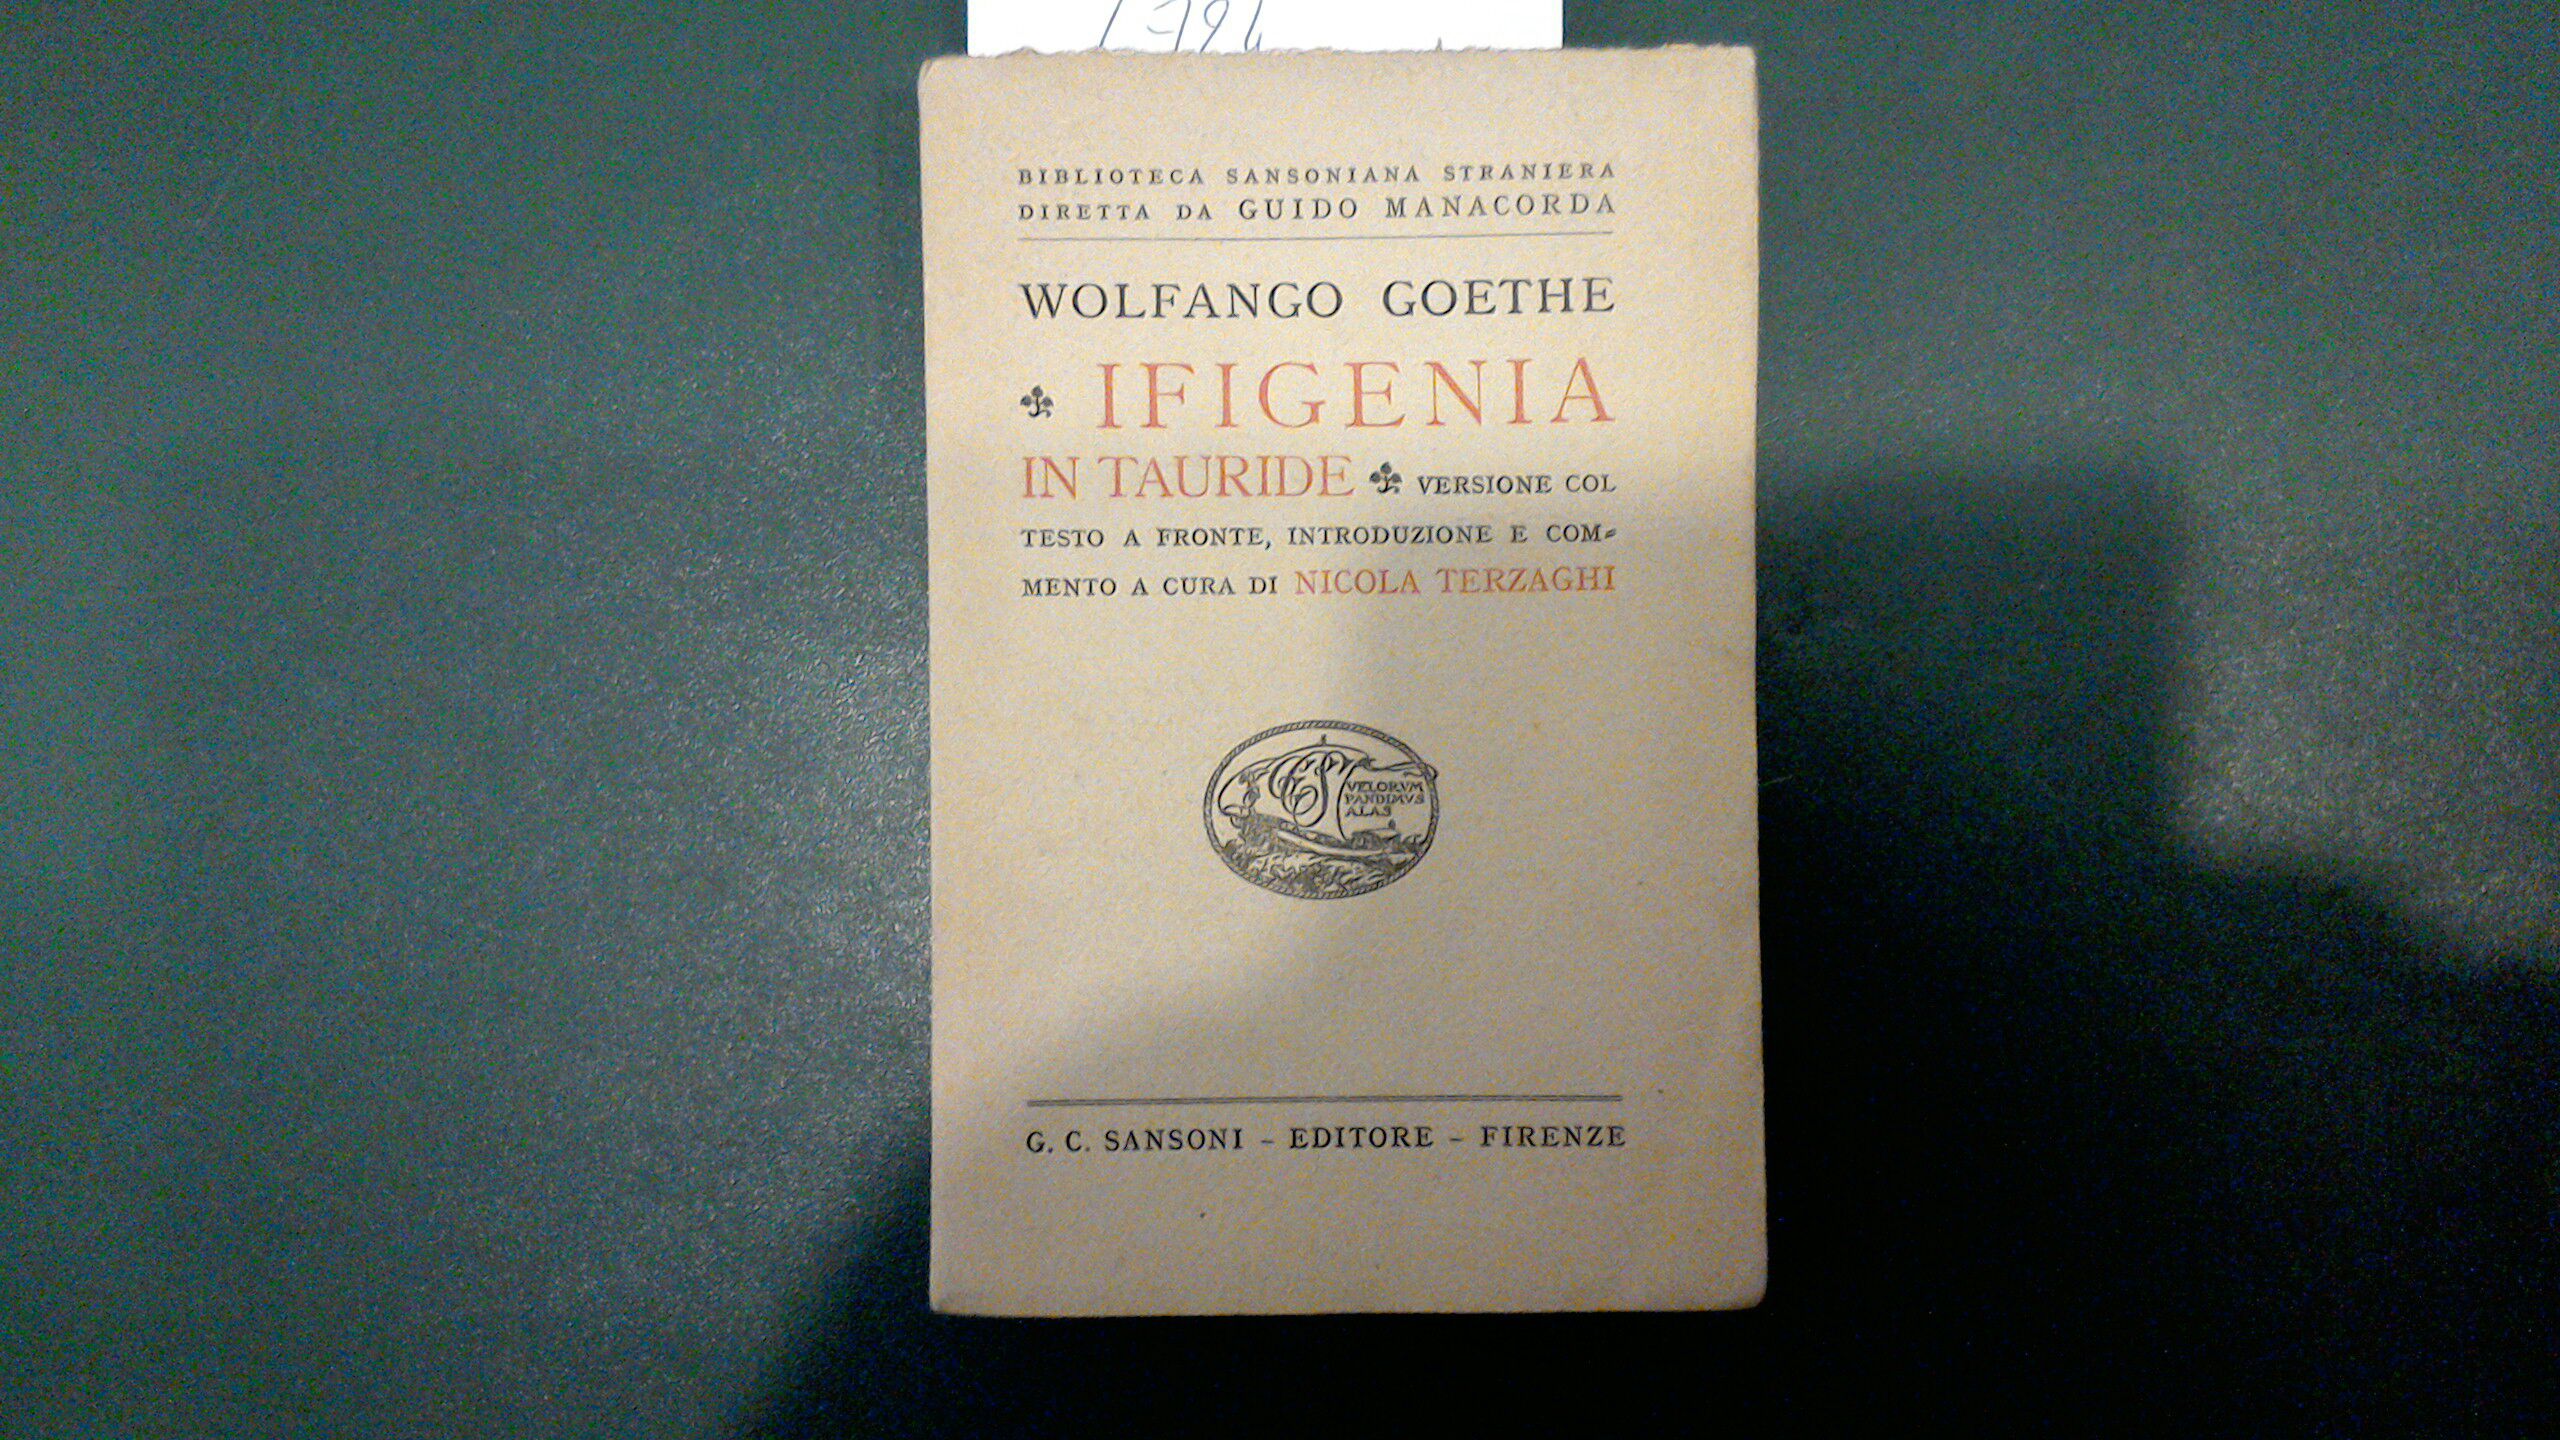 BIBLIOTECA SANSONIANA STRANIERA
DIRETTA DA GUIDO MANACORDA
WOLFANGO GOETHE
IFIGENIA
IN TAURIDE VERSIONE COL
TESTO A FRONTE, INTRODUZIONE E COM-
MENTO A CURA DI NICOLA TERZAGHI
GCS
VELORVM
PANDIMVS
ALAS
G. C. SANSONI - EDITORE - FIRENZE